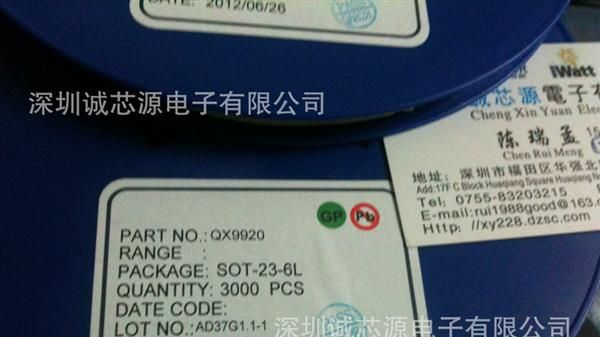 DATE: 2012/06/26
深圳诚芯源电子有限公司
iWatt
诚芯源電子有
Cheng Xin Yuan Elec
陈瑞孟 15
Chen Rui Meng
地址: 深圳市福田区华强北
Add:17F C Block Huaqiang Square Huaqiang No
Tel: 0755-83203215
E-mail:rui1988good@163.c
http://xy228.dzsc.com
GP
Pb
PART NO.: QX9920
RANGE :
PACKAGE: SOT-23-6L
QUANTITY: 3000 PCS
DATE CODE:
LOT NO.: AD37G1.1-1
深圳诚芯源电子有限公司